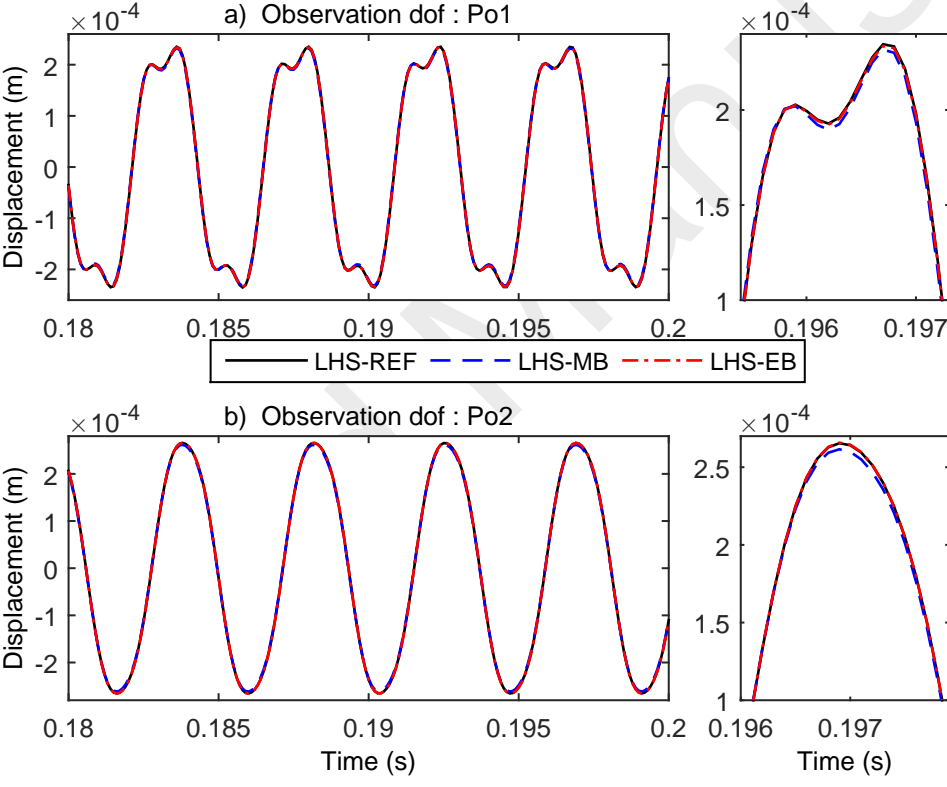 a) Observation dof : Po1
×10⁻⁴
×10⁻⁴
Displacement (m)
2
1
0
-1
-2
2
1.5
1
0.18 0.185 0.19 0.195 0.2
0.196 0.197
LHS-REF LHS-MB LHS-EB
b) Observation dof : Po2
×10⁻⁴
×10⁻⁴
Displacement (m)
2
1
0
-1
-2
2.5
2
1.5
1
0.18 0.185 0.19 0.195 0.2
0.196 0.197
Time (s)
Time (s)